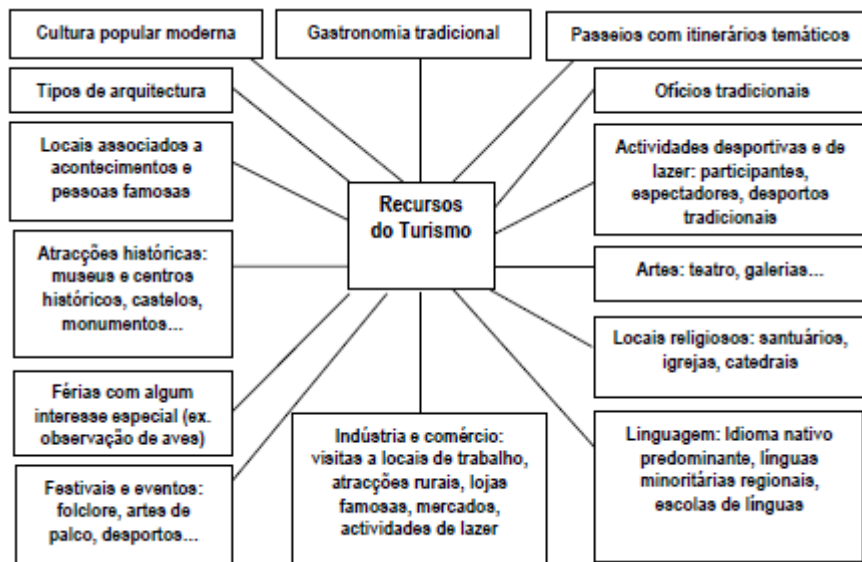 Cultura popular moderna
Gastronomia tradicional
Passeios com itinerários temáticos
Tipos de arquitectura
Ofícios tradicionais
Locais associados a
acontecimentos e
pessoas famosas
Actividades desportivas e de
lazer: participantes,
espectadores, desportos
tradicionais
Recursos
do Turismo
Atracções históricas:
museus e centros
históricos, castelos,
monumentos...
Artes: teatro, galerias...
Locais religiosos: santuários,
igrejas, catedrais
Férias com algum
interesse especial (ex.
observação de aves)
Indústria e comércio:
visitas a locais de trabalho,
atracções rurais, lojas
famosas, mercados,
actividades de lazer
Linguagem: Idioma nativo
predominante, línguas
minoritárias regionais,
escolas de línguas
Festivais e eventos:
folclore, artes de
palco, desportos...